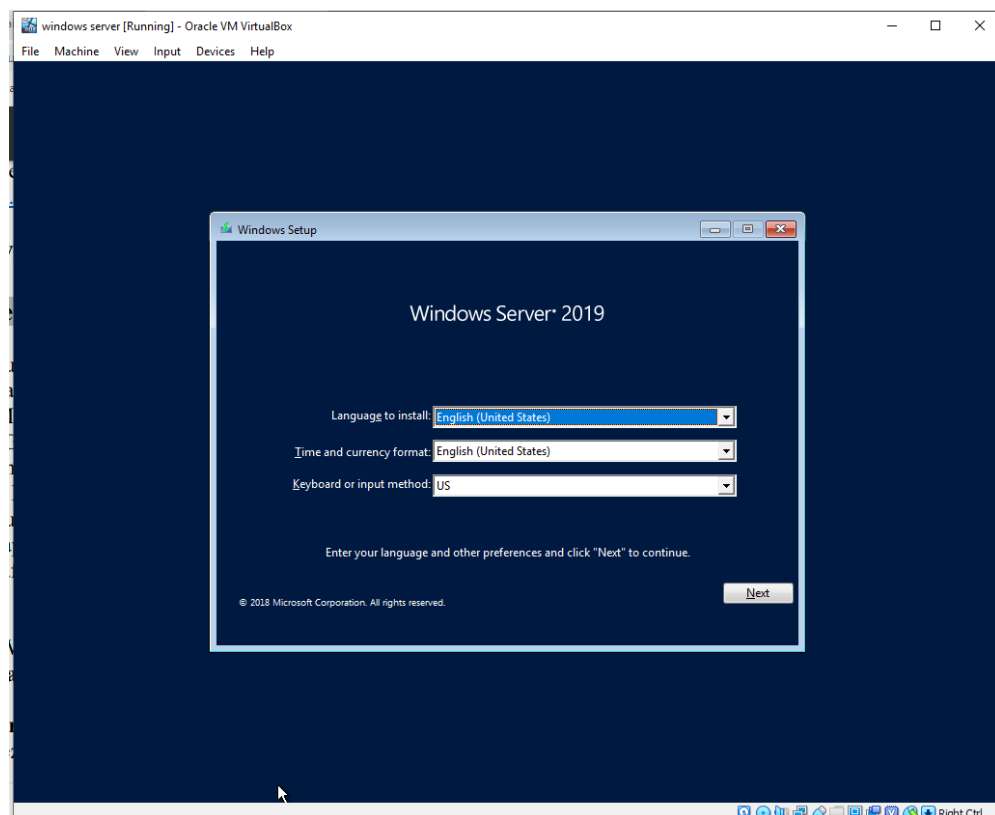 windows server [Running] - Oracle VM VirtualBox
File Machine View Input Devices Help
Windows Setup
Windows Server® 2019
Language to install: English (United States)
Time and currency format: English (United States)
Keyboard or input method: US
Enter your language and other preferences and click "Next" to continue.
© 2018 Microsoft Corporation. All rights reserved.
Next
Right Ctrl